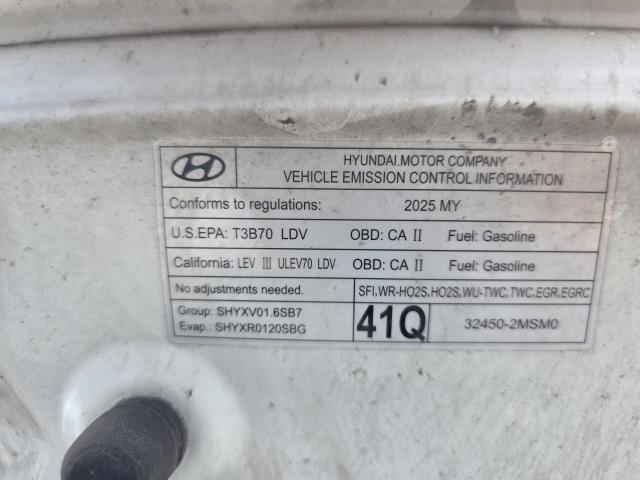 HYUNDAI MOTOR COMPANY
VEHICLE EMISSION CONTROL INFORMATION
Conforms to regulations: 2025 MY
U.S.EPA: T3B70 LDV OBD: CA II Fuel: Gasoline
California: LEV III ULEV70 LDV OBD: CA II Fuel: Gasoline
No adjustments needed. SFI,WR-HO2S,HO2S,WU-TWC,TWC,EGR,EGRC
Group: SHYXV01.6SB7
Evap.: SHYXR0120SBG
41Q
32450-2MSM0